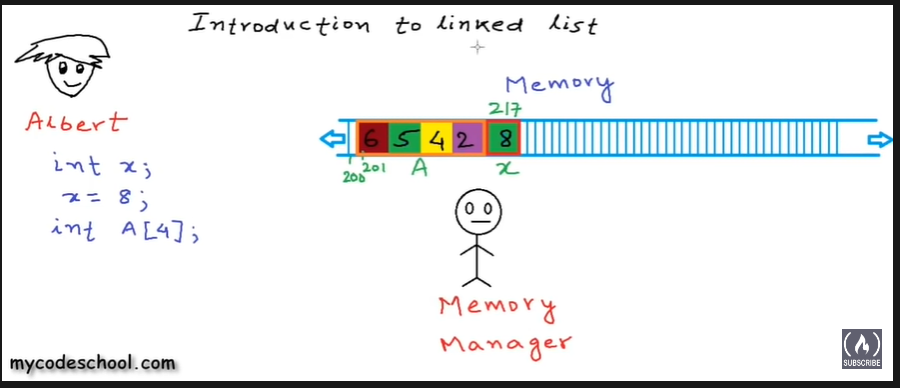 Introduction to linked list
Albert
int x;
x = 8;
int A[4];
Memory
217
6 5 4 2 8
200 201 A x
Memory
Manager
mycodeschool.com
SUBSCRIBE